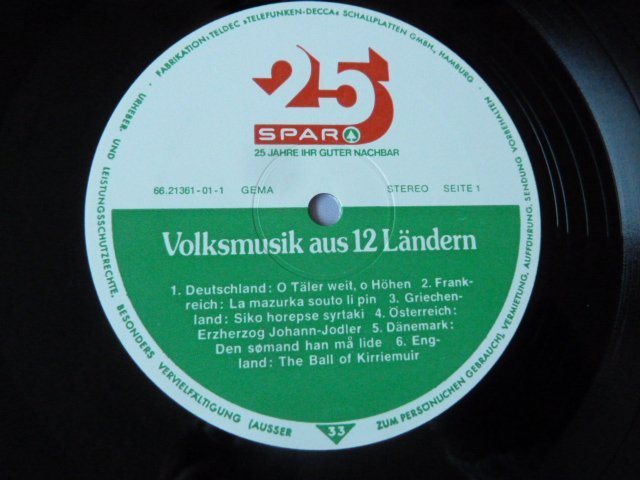 FABRIKATION: TELDEC »TELEFUNKEN-DECCA« SCHALLPLATTEN GMBH, HAMBURG ·
URHEBER- UND LEISTUNGSSCHUTZRECHTE. BESONDERS VERVIELFÄLTIGUNG (AUSSER
ZUM PERSÖNLICHEN GEBRAUCH), VERMIETUNG, AUFFÜHRUNG, SENDUNG VORBEHALTEN ·
25
SPAR
25 JAHRE IHR GUTER NACHBAR
66.21361-01-1 GEMA STEREO SEITE 1
Volksmusik aus 12 Ländern
1. Deutschland: O Täler weit, o Höhen 2. Frank-
reich: La mazurka souto li pin 3. Griechen-
land: Siko horepse syrtaki 4. Österreich:
Erzherzog Johann-Jodler 5. Dänemark:
Den sømand han må lide 6. Eng-
land: The Ball of Kirriemuir
33